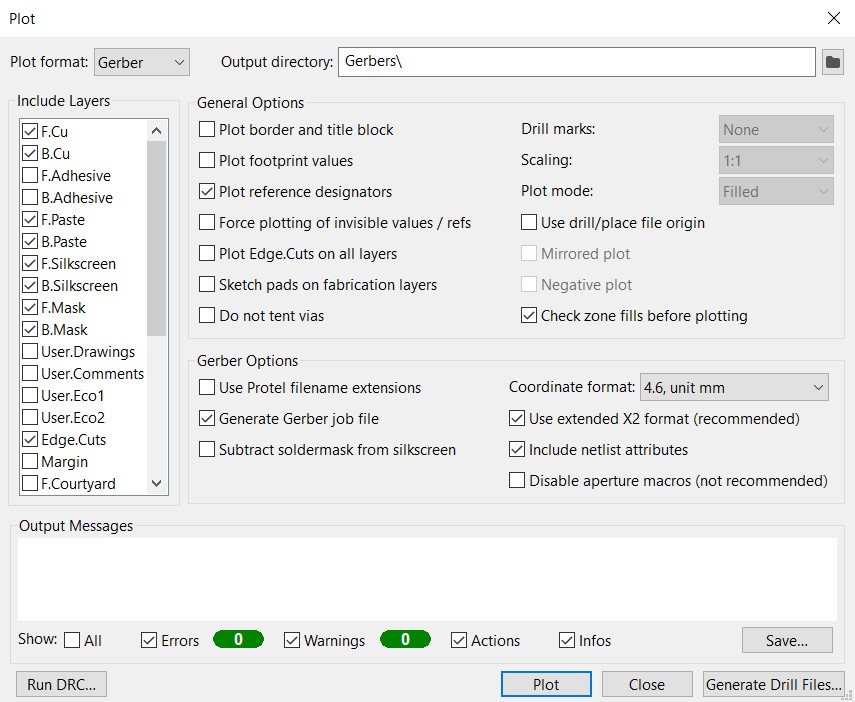 Plot
Plot format: Gerber Output directory: Gerbers\
Include Layers
F.Cu
B.Cu
F.Adhesive
B.Adhesive
F.Paste
B.Paste
F.Silkscreen
B.Silkscreen
F.Mask
B.Mask
User.Drawings
User.Comments
User.Eco1
User.Eco2
Edge.Cuts
Margin
F.Courtyard
General Options
Plot border and title block
Plot footprint values
Plot reference designators
Force plotting of invisible values / refs
Plot Edge.Cuts on all layers
Sketch pads on fabrication layers
Do not tent vias
Drill marks: None
Scaling: 1:1
Plot mode: Filled
Use drill/place file origin
Mirrored plot
Negative plot
Check zone fills before plotting
Gerber Options
Use Protel filename extensions
Generate Gerber job file
Subtract soldermask from silkscreen
Coordinate format: 4.6, unit mm
Use extended X2 format (recommended)
Include netlist attributes
Disable aperture macros (not recommended)
Output Messages
Show: All Errors 0 Warnings 0 Actions Infos Save...
Run DRC... Plot Close Generate Drill Files...